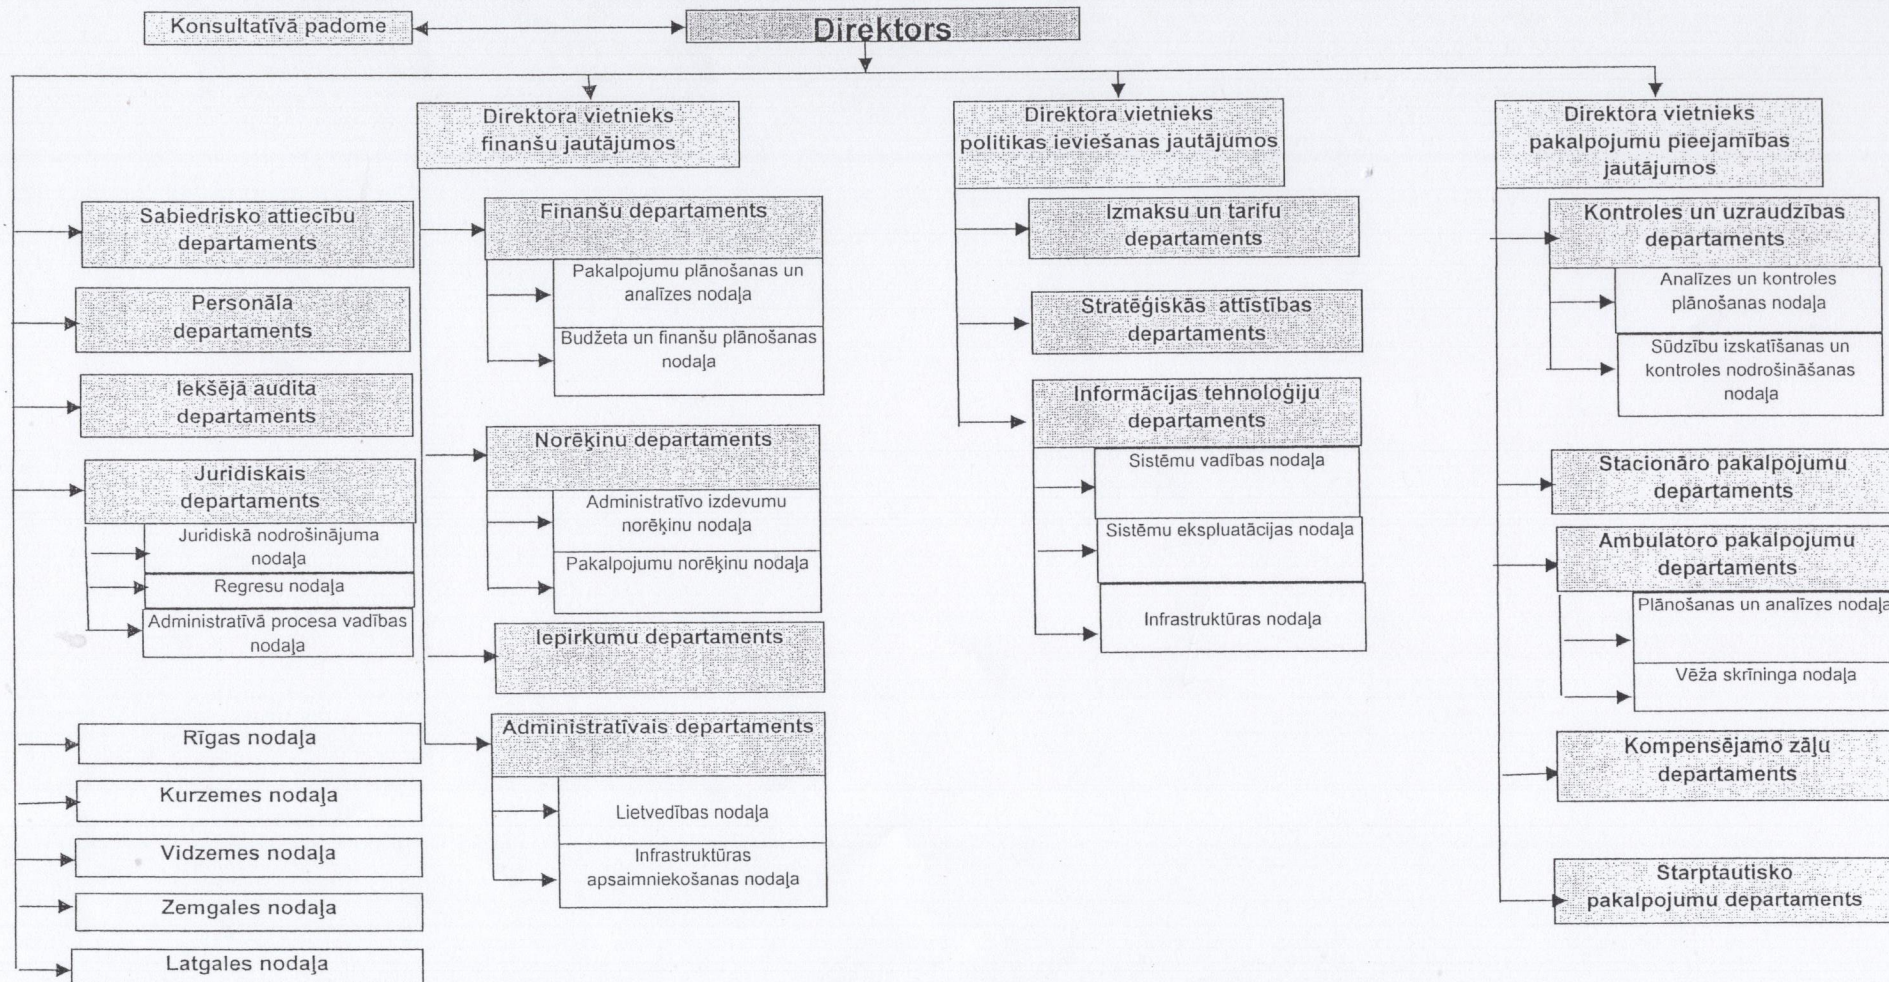 Konsultatīvā padome
Direktors
Direktora vietnieks
finanšu jautājumos
Direktora vietnieks
politikas ieviešanas jautājumos
Direktora vietnieks
pakalpojumu pieejamības
jautājumos
Sabiedrisko attiecību
departaments
Personāla
departaments
Iekšējā audita
departaments
Juridiskais
departaments
Juridiskā nodrošinājuma
nodaļa
Regresu nodaļa
Administratīvā procesa vadības
nodaļa
Rīgas nodaļa
Kurzemes nodaļa
Vidzemes nodaļa
Zemgales nodaļa
Latgales nodaļa
Finanšu departaments
Pakalpojumu plānošanas un
analīzes nodaļa
Budžeta un finanšu plānošanas
nodaļa
Norēķinu departaments
Administratīvo izdevumu
norēķinu nodaļa
Pakalpojumu norēķinu nodaļa
Iepirkumu departaments
Administratīvais departaments
Lietvedības nodaļa
Infrastruktūras
apsaimniekošanas nodaļa
Izmaksu un tarifu
departaments
Stratēģiskās attīstības
departaments
Informācijas tehnoloģiju
departaments
Sistēmu vadības nodaļa
Sistēmu ekspluatācijas nodaļa
Infrastruktūras nodaļa
Kontroles un uzraudzības
departaments
Analīzes un kontroles
plānošanas nodaļa
Sūdzību izskatīšanas un
kontroles nodrošināšanas
nodaļa
Stacionāro pakalpojumu
departaments
Ambulatoro pakalpojumu
departaments
Plānošanas un analīzes nodaļa
Vēža skrīninga nodaļa
Kompensējamo zāļu
departaments
Starptautisko
pakalpojumu departaments